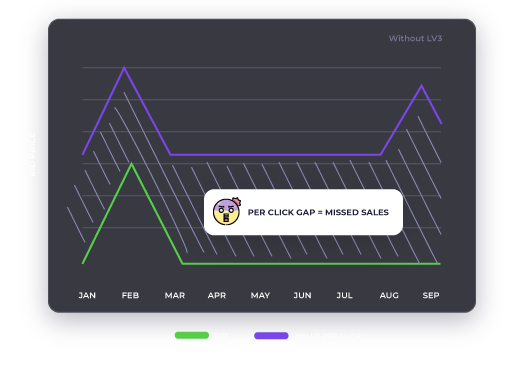 Without LV3
PER CLICK GAP = MISSED SALES
JAN FEB MAR APR MAY JUN JUL AUG SEP